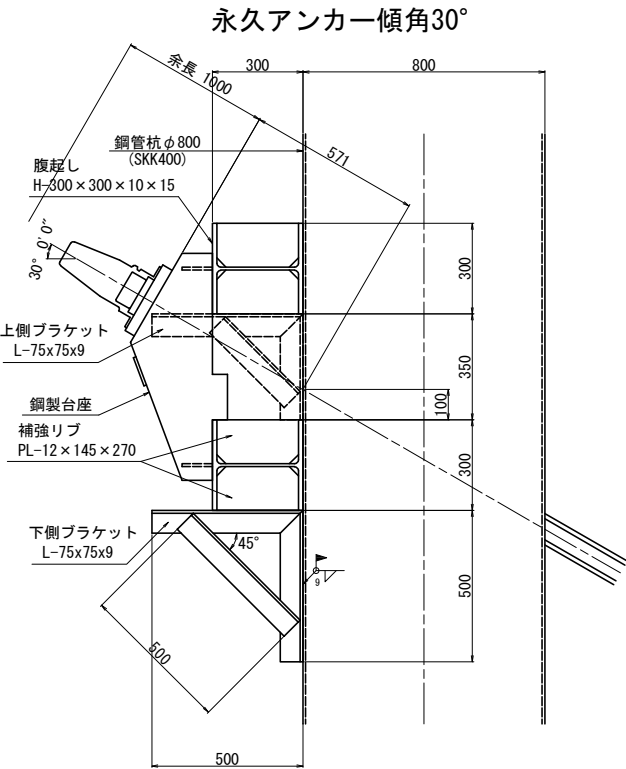 永久アンカー傾角30°
300
800
余長 1000
鋼管杭φ800
(SKK400)
571
腹起し
H-300×300×10×15
30° 0′ 0″
300
上側ブラケット
L-75x75x9
350
100
鋼製台座
補強リブ
PL-12×145×270
300
下側ブラケット
L-75x75x9
45°
9
500
500
500